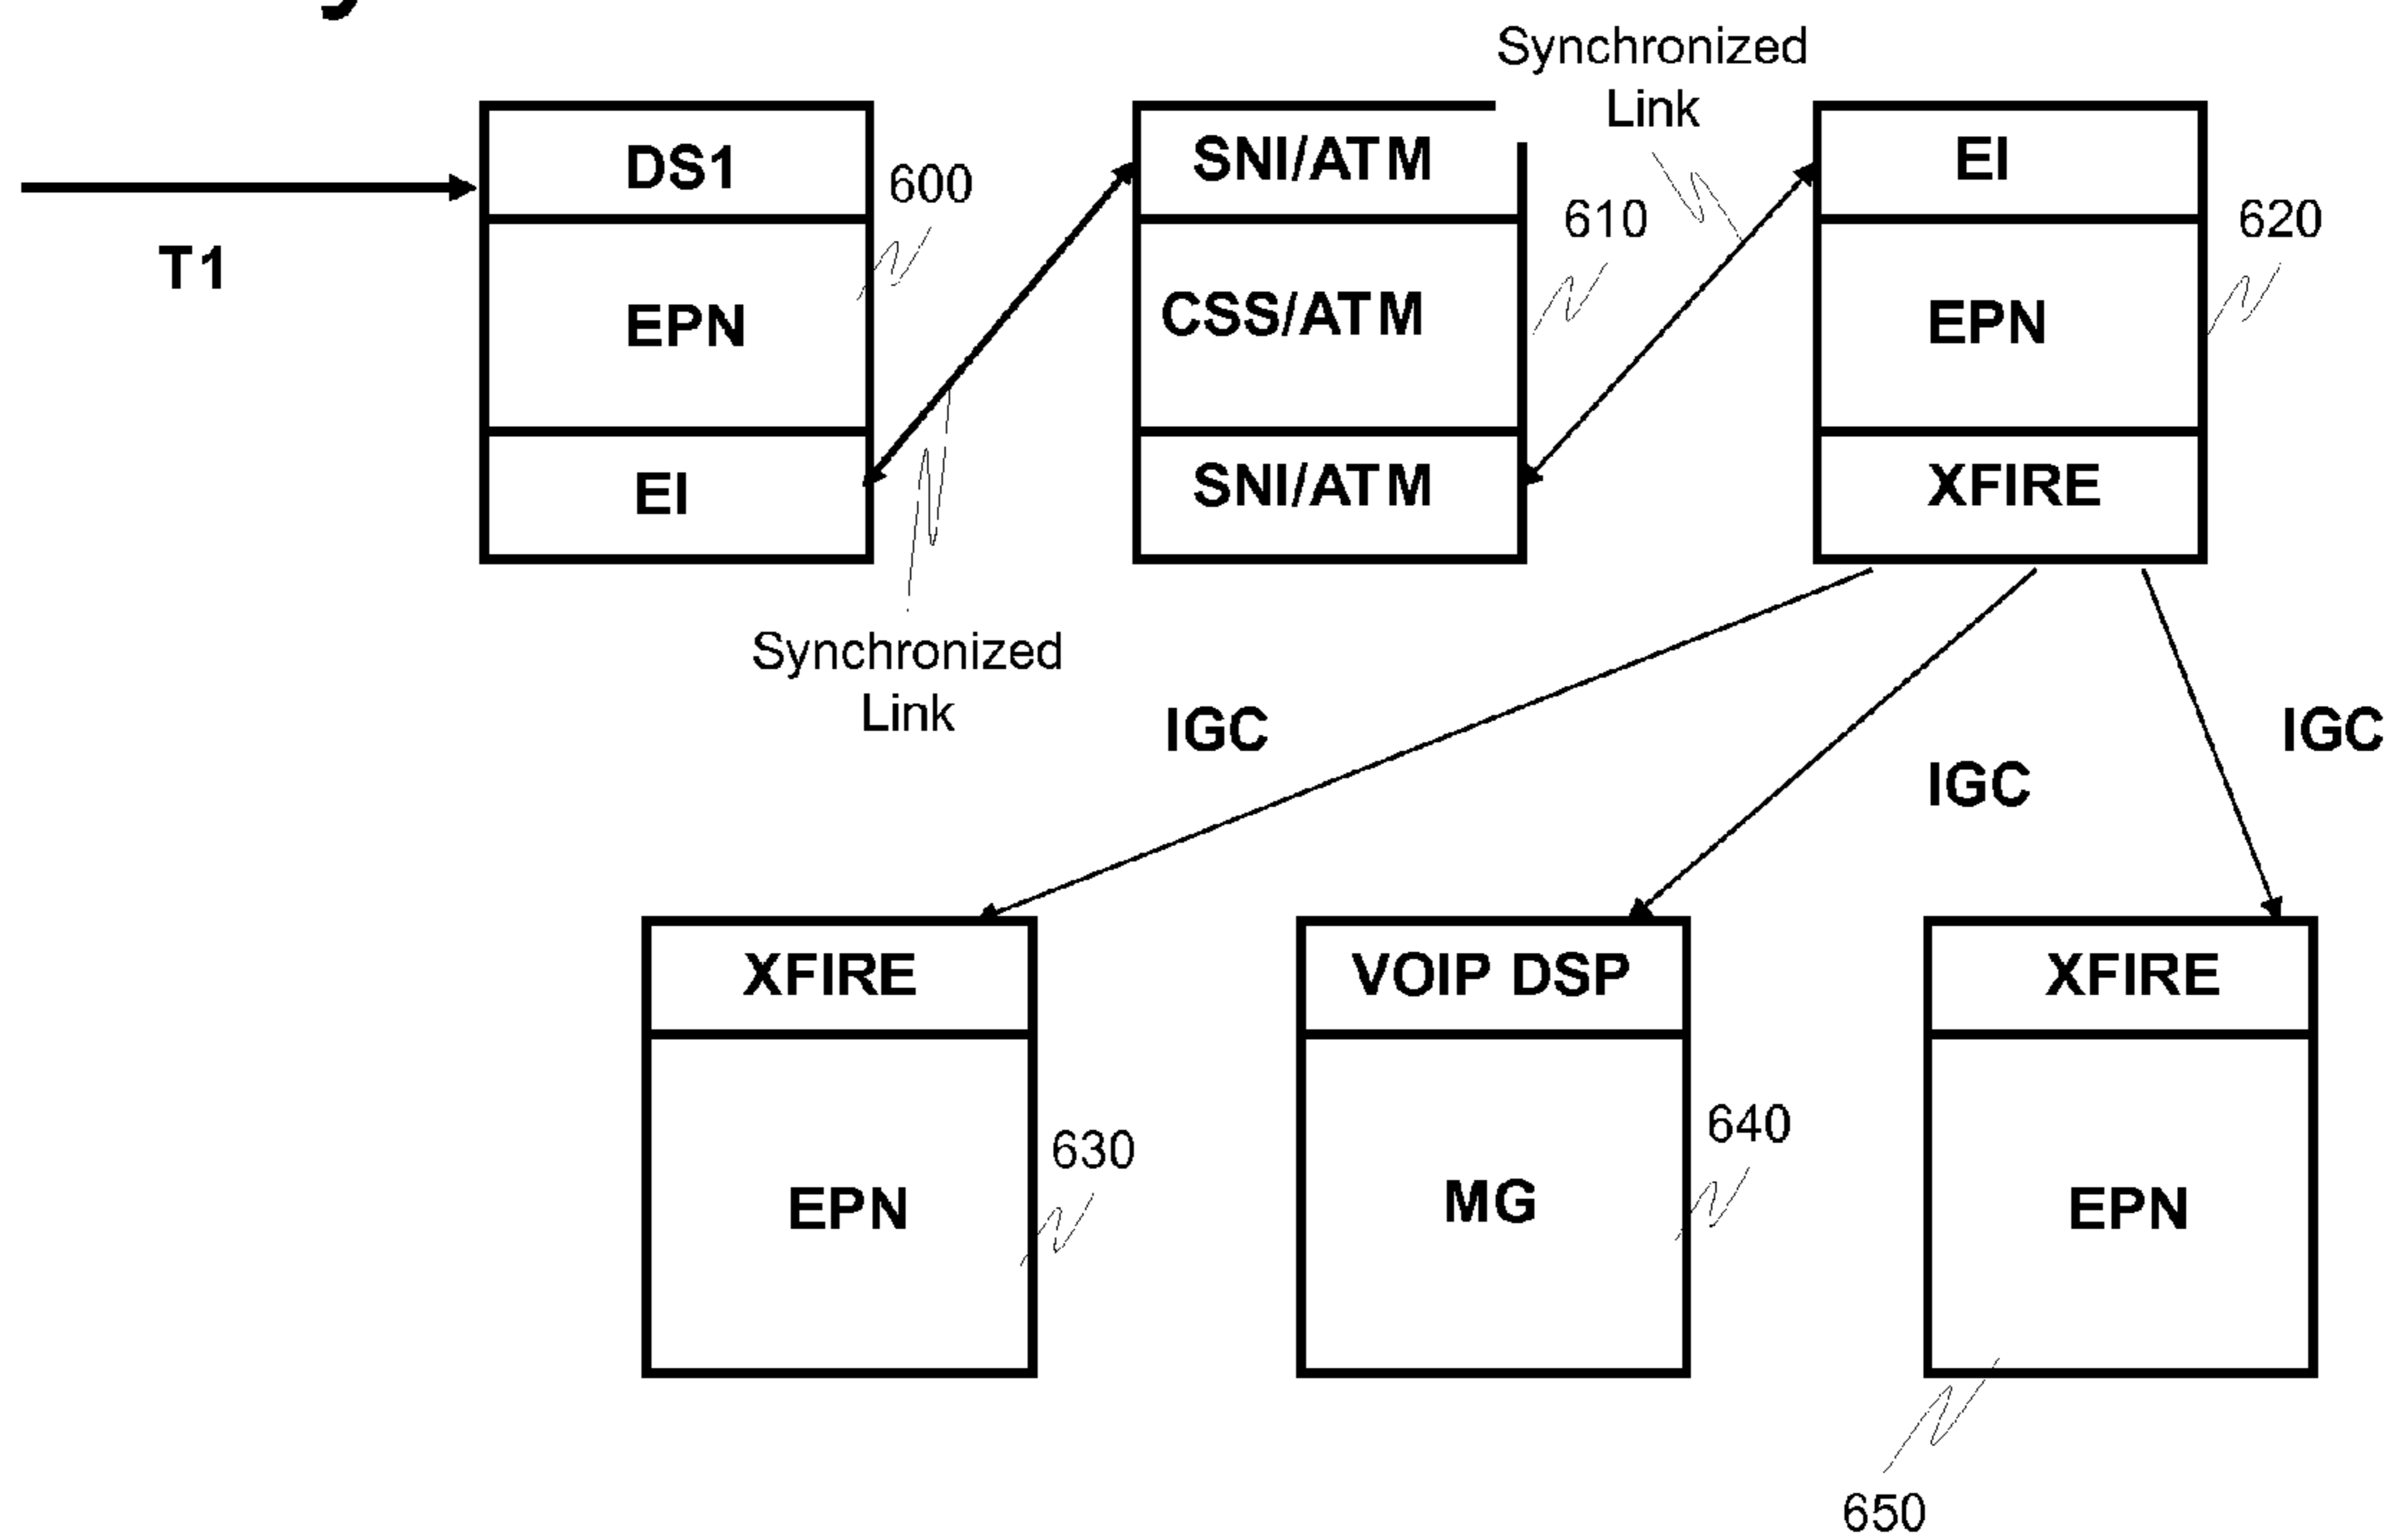 Synchronized
Link
DS1
EPN
EI
600
T1
SNI/ATM
CSS/ATM
SNI/ATM
610
EI
EPN
XFIRE
620
Synchronized
Link
IGC
IGC
IGC
XFIRE
EPN
630
VOIP DSP
MG
640
XFIRE
EPN
650